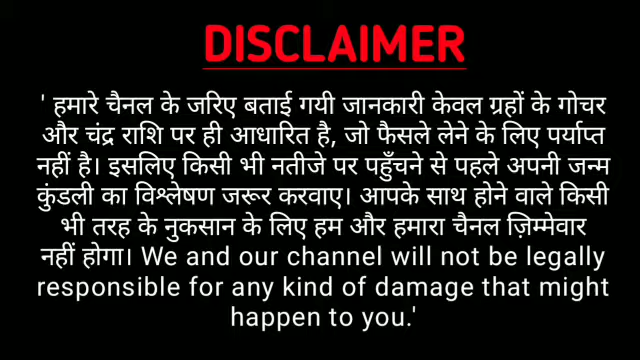 DISCLAIMER
' हमारे चैनल के जरिए बताई गयी जानकारी केवल ग्रहों के गोचर
और चंद्र राशि पर ही आधारित है, जो फैसले लेने के लिए पर्याप्त
नहीं है। इसलिए किसी भी नतीजे पर पहुँचने से पहले अपनी जन्म
कुंडली का विश्लेषण जरूर करवाए। आपके साथ होने वाले किसी
भी तरह के नुकसान के लिए हम और हमारा चैनल ज़िम्मेवार
नहीं होगा। We and our channel will not be legally
responsible for any kind of damage that might
happen to you.'